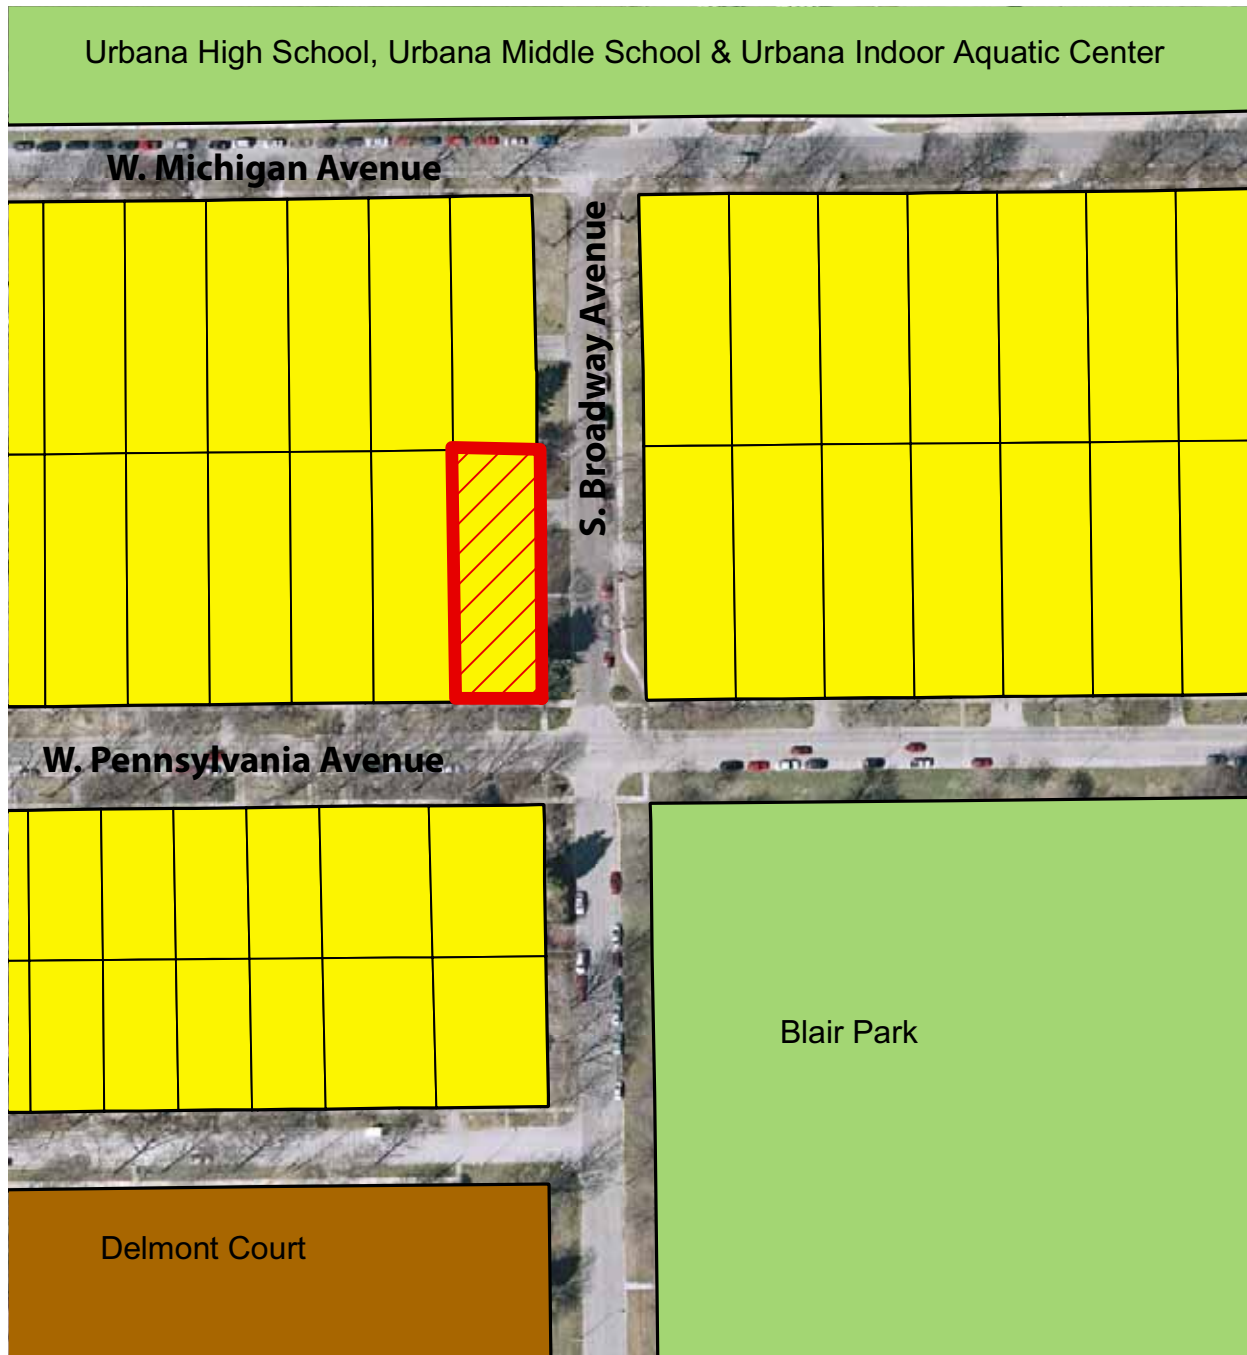 Urbana High School, Urbana Middle School & Urbana Indoor Aquatic Center
W. Michigan Avenue
S. Broadway Avenue
W. Pennsylvania Avenue
Blair Park
Delmont Court